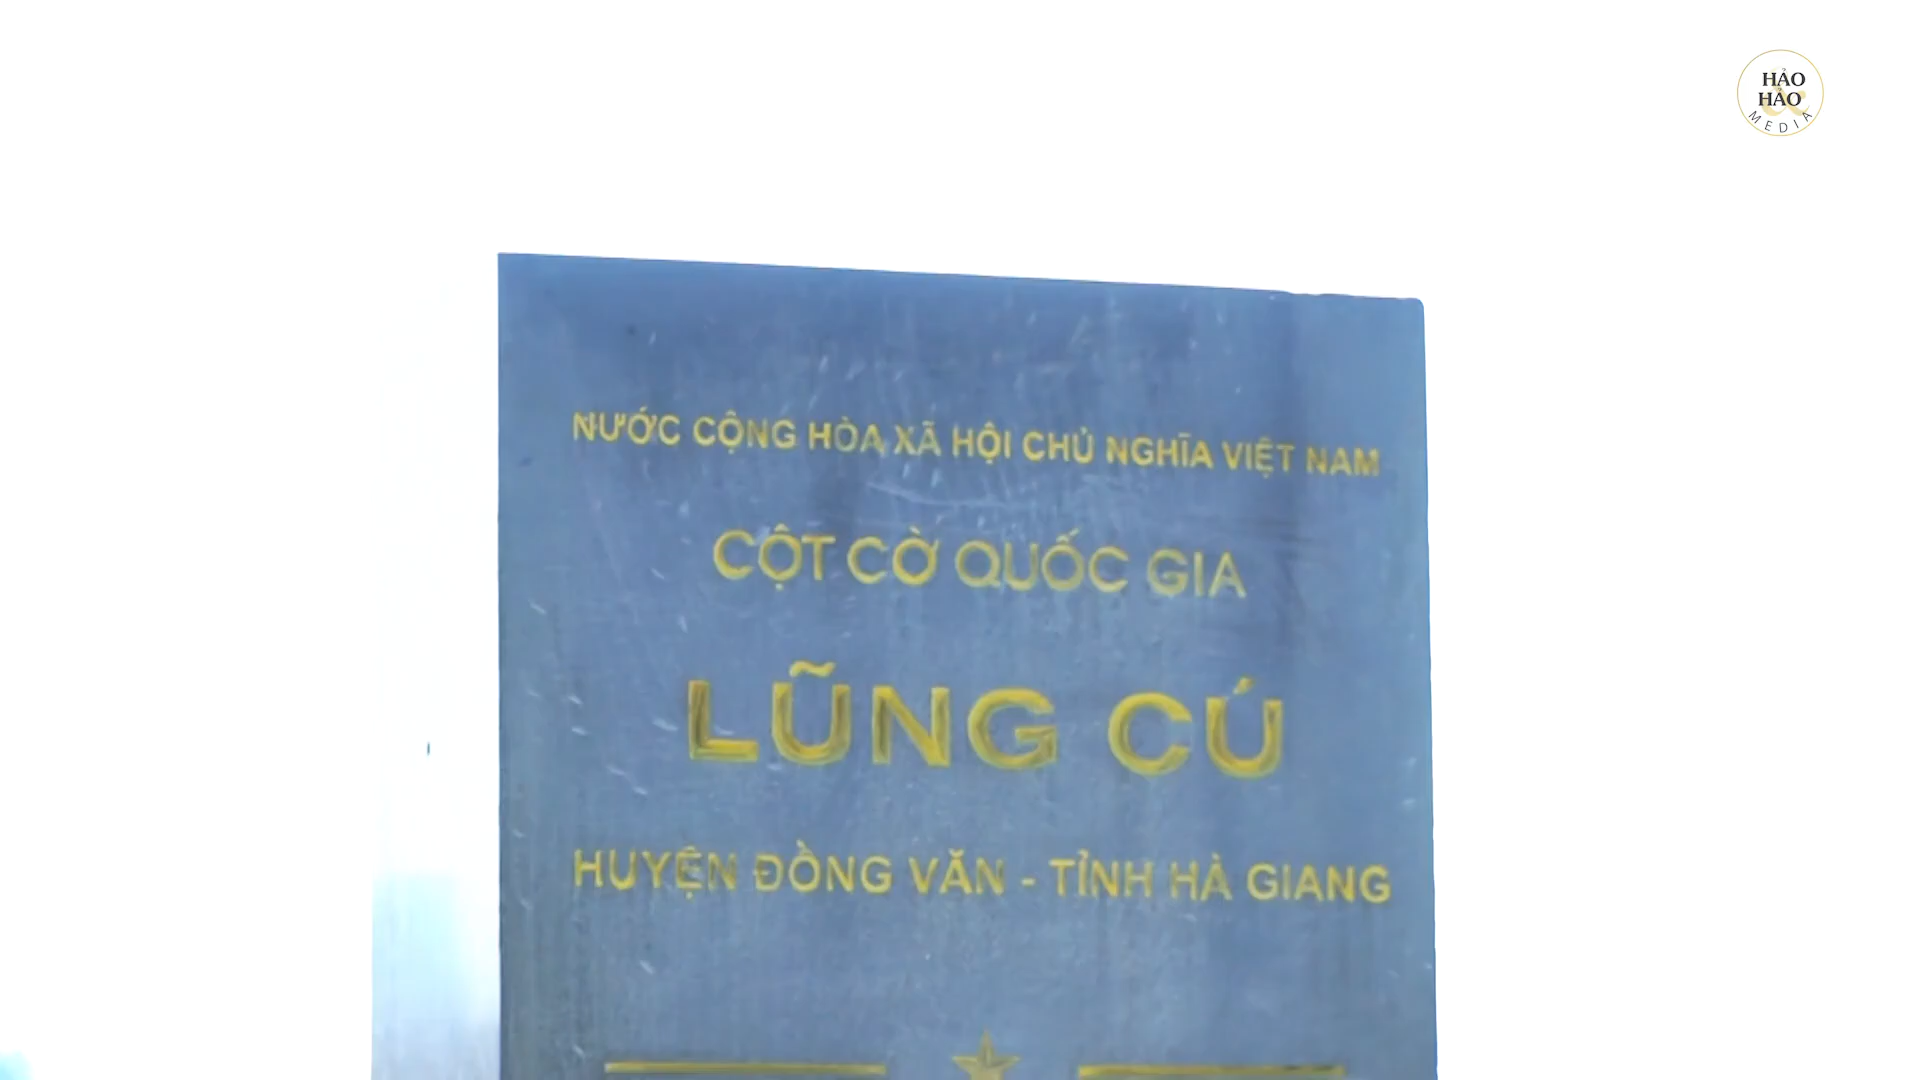 HẢO
& HẢO
MEDIA
NƯỚC CỘNG HÒA XÃ HỘI CHỦ NGHĨA VIỆT NAM
CỘT CỜ QUỐC GIA
LŨNG CÚ
HUYỆN ĐỒNG VĂN - TỈNH HÀ GIANG